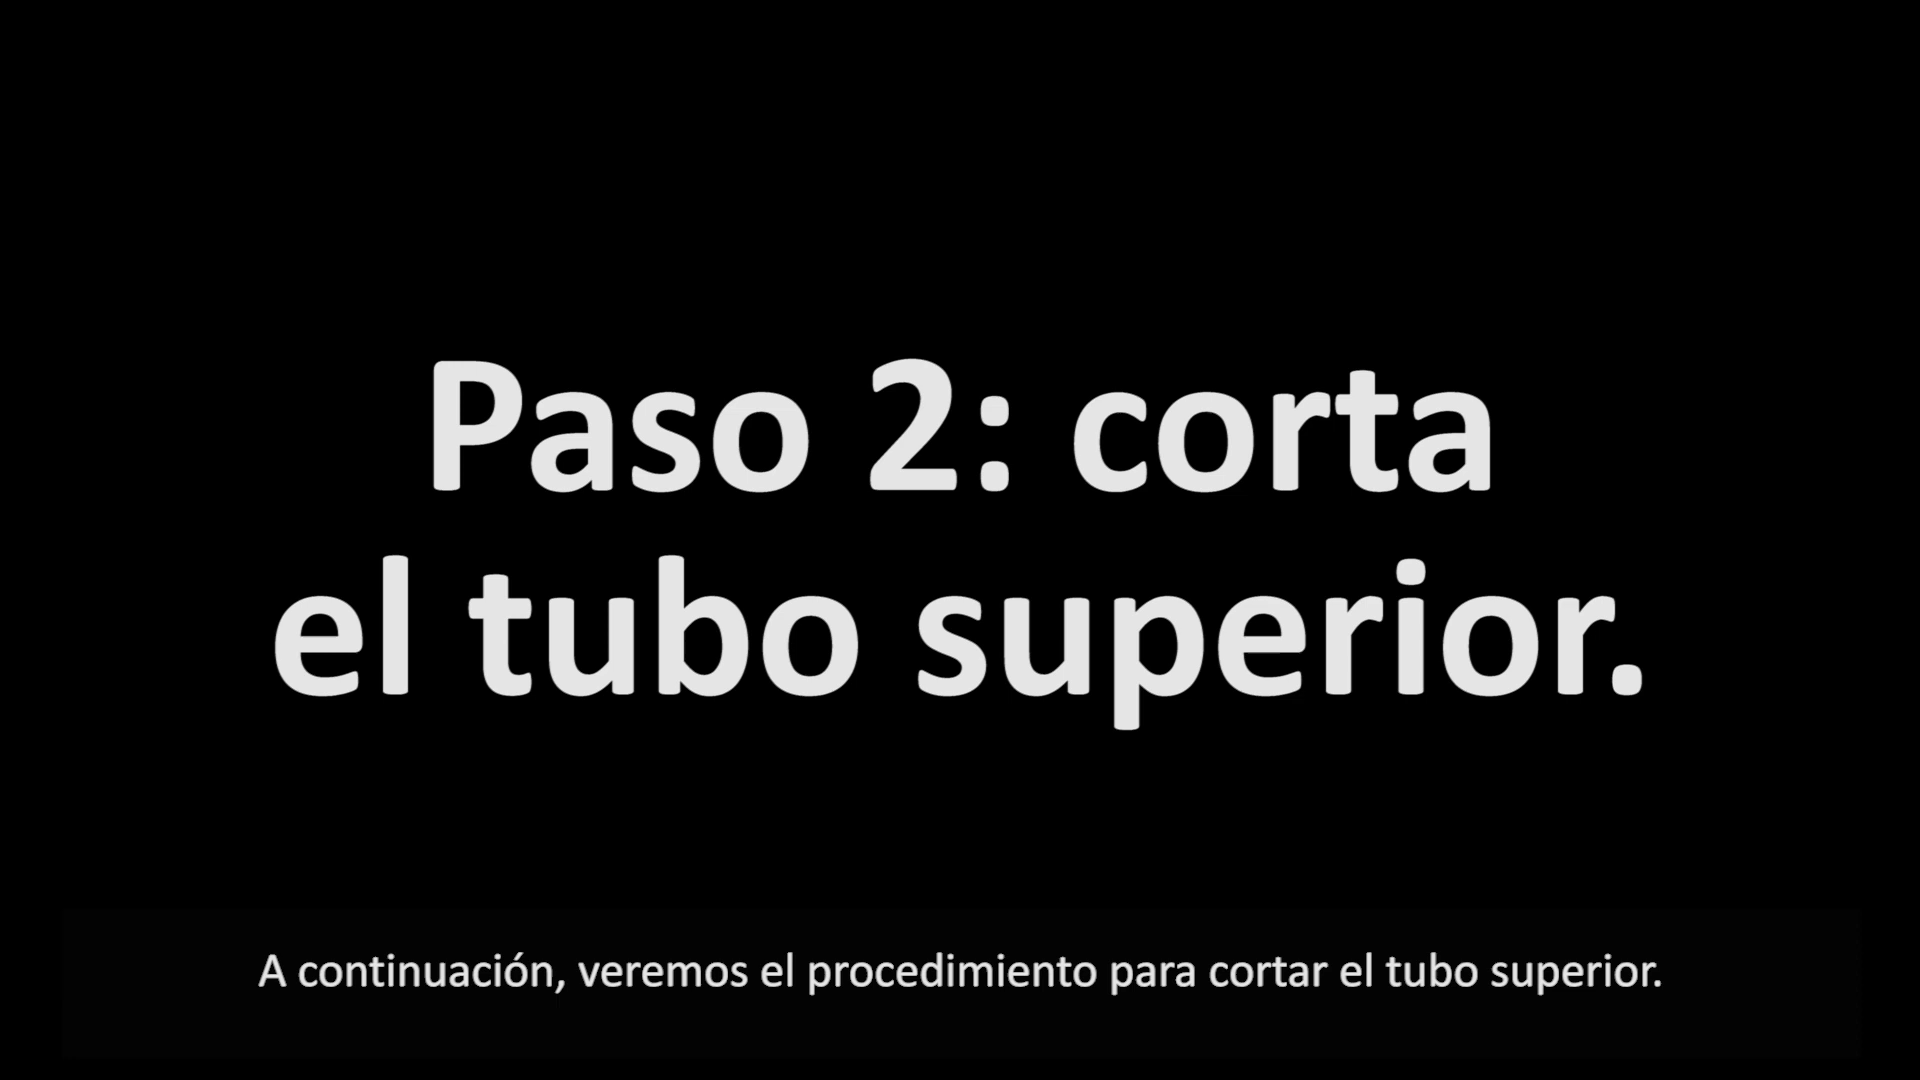 Paso 2: corta
el tubo superior.
A continuación, veremos el procedimiento para cortar el tubo superior.